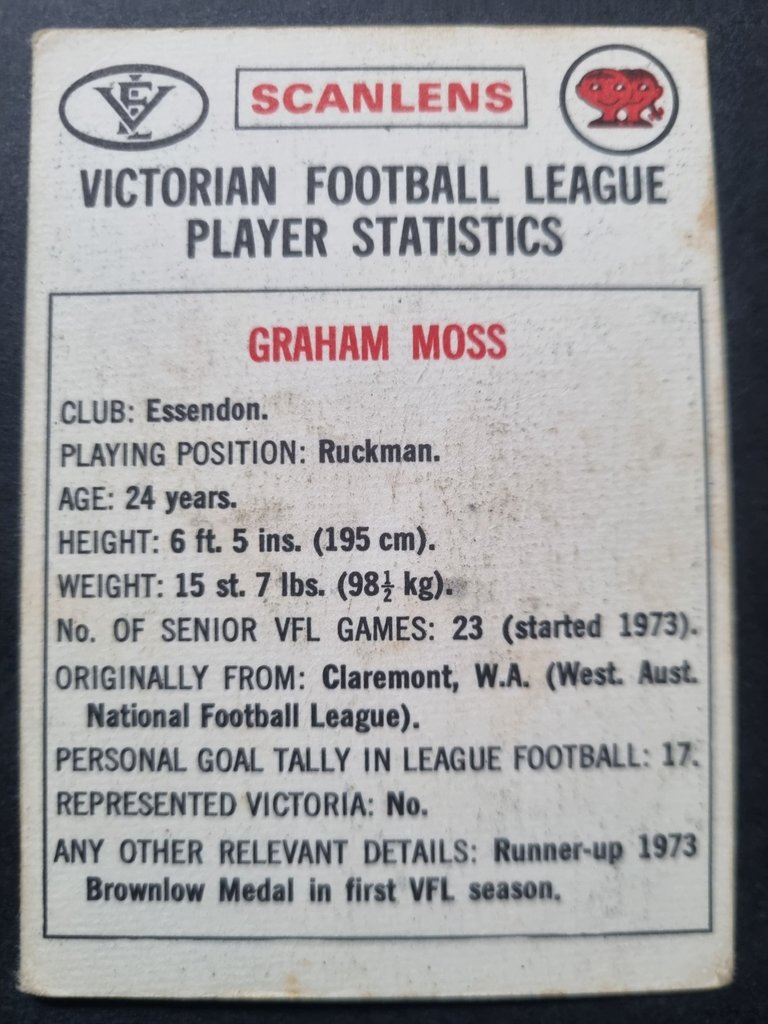 VFL
SCANLENS
VICTORIAN FOOTBALL LEAGUE
PLAYER STATISTICS
GRAHAM MOSS
CLUB: Essendon.
PLAYING POSITION: Ruckman.
AGE: 24 years.
HEIGHT: 6 ft. 5 ins. (195 cm).
WEIGHT: 15 st. 7 lbs. (98½ kg).
No. OF SENIOR VFL GAMES: 23 (started 1973).
ORIGINALLY FROM: Claremont, W.A. (West. Aust.
National Football League).
PERSONAL GOAL TALLY IN LEAGUE FOOTBALL: 17.
REPRESENTED VICTORIA: No.
ANY OTHER RELEVANT DETAILS: Runner-up 1973
Brownlow Medal in first VFL season.